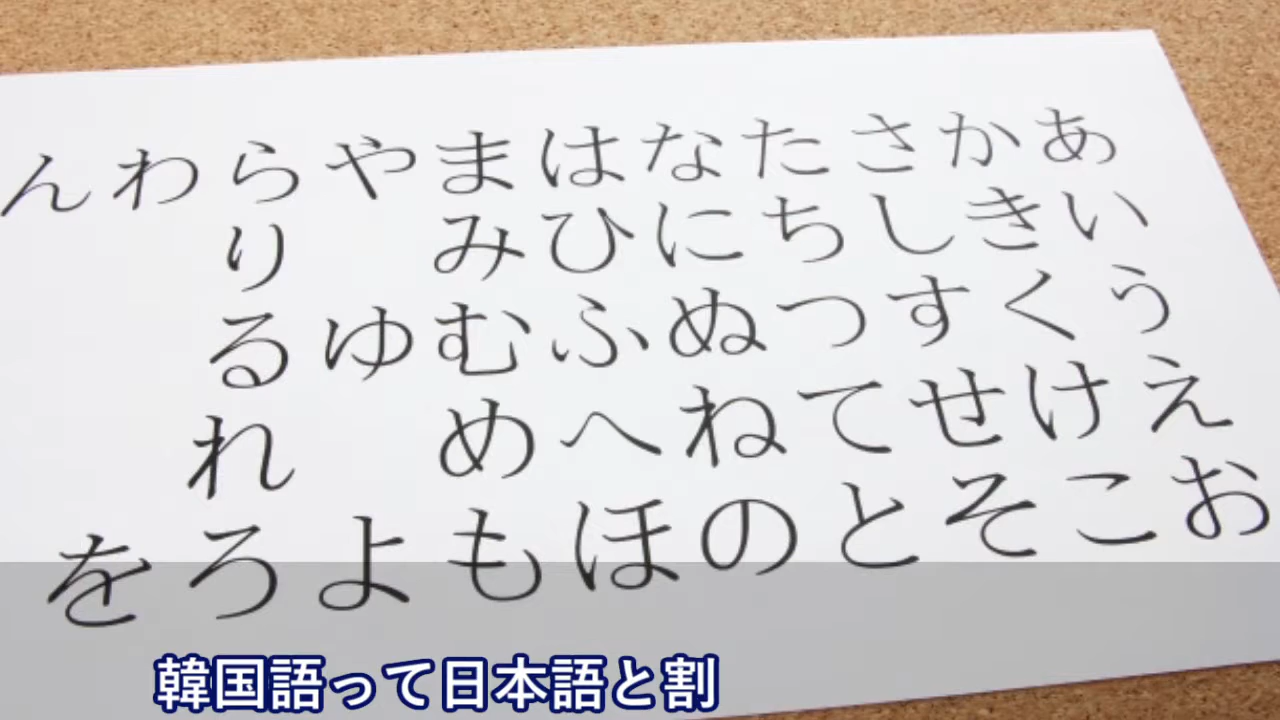 あいうえお
かきくけこ
さしすせそ
たちつてと
なにぬねの
はひふへほ
まみむめも
やゆよ
らりるれろ
わを
ん
韓国語って日本語と割